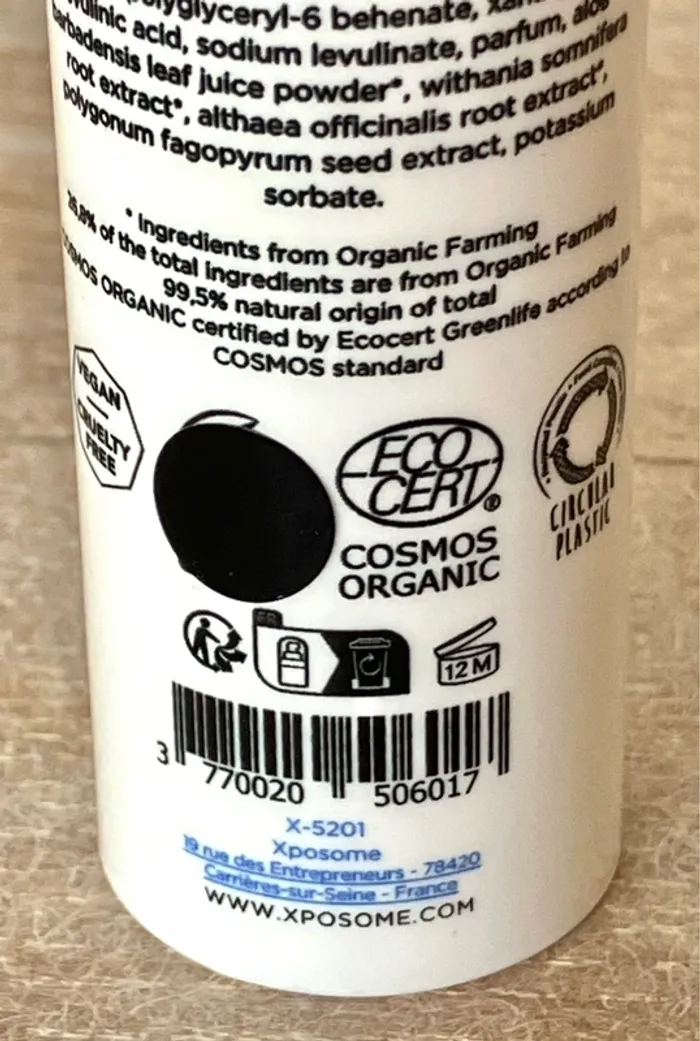 polyglyceryl-6 behenate,
acid, sodium levulinate, parfum, aloe
barbadensis leaf juice powder*, withania somnifera
root extract*, althaea officinalis root extract*,
polygonum fagopyrum seed extract, potassium
sorbate.
* Ingredients from Organic Farming
26,8% of the total ingredients are from Organic Farming
99,5% natural origin of total
COSMOS ORGANIC certified by Ecocert Greenlife according to
COSMOS standard
VEGAN
CRUELTY
FREE
ECO
CERT
®
COSMOS
ORGANIC
CIRCULAR
PLASTIC
FR
12 M
3 770020 506017
X-5201
Xposome
19 rue des Entrepreneurs - 78420
Carrières-sur-Seine - France
WWW.XPOSOME.COM